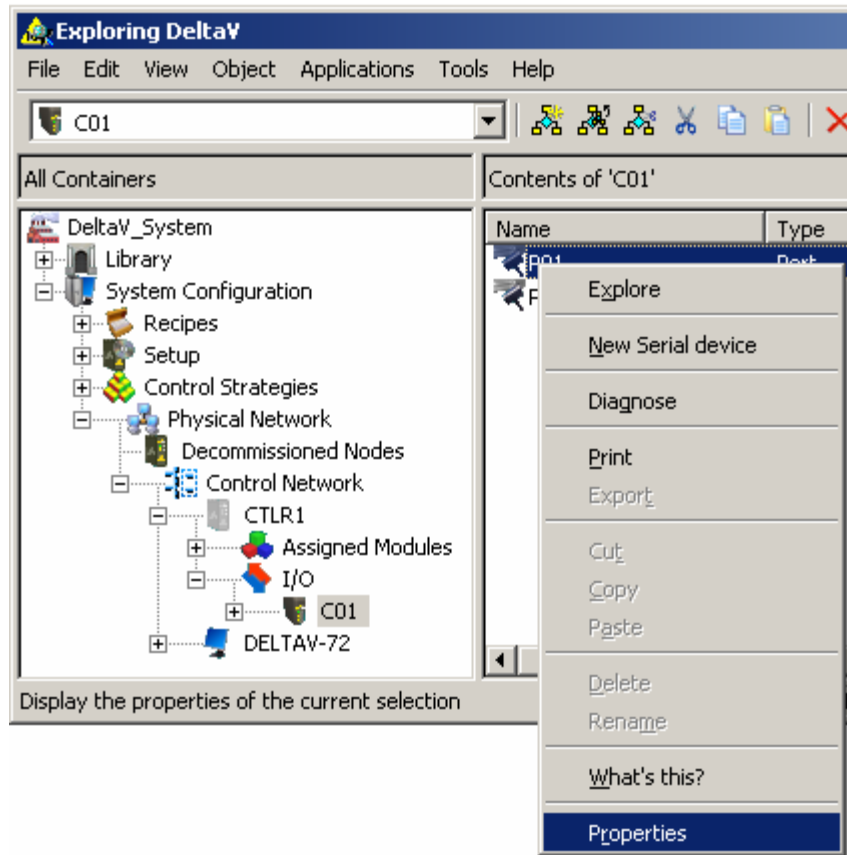 Exploring DeltaV
File Edit View Object Applications Tools Help
C01
All Containers
Contents of 'C01'
DeltaV_System
Library
System Configuration
Recipes
Setup
Control Strategies
Physical Network
Decommissioned Nodes
Control Network
CTLR1
Assigned Modules
I/O
C01
DELTAV-72
Name Type
P01 Port
Explore
New Serial device
Diagnose
Print
Export
Cut
Copy
Paste
Delete
Rename
What's this?
Properties
Display the properties of the current selection